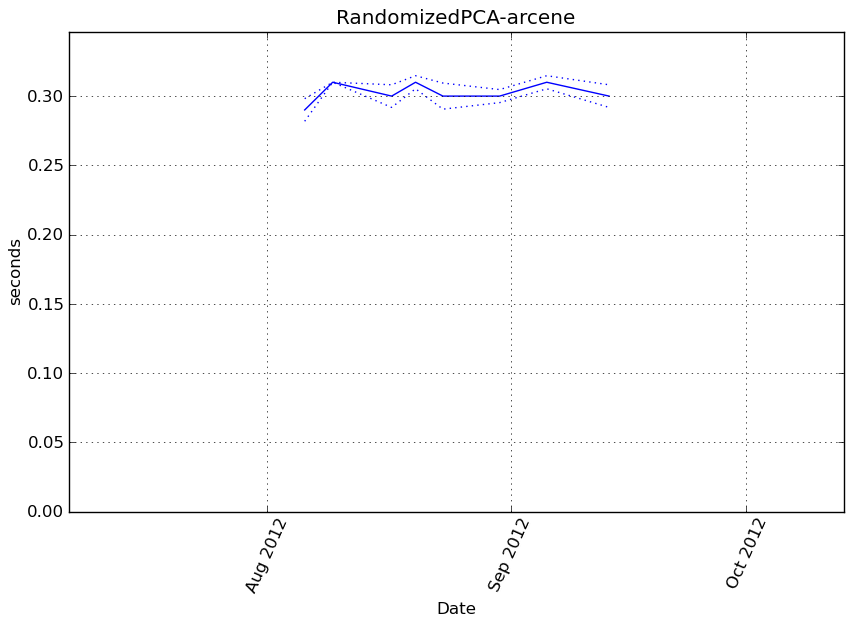 RandomizedPCA-arcene
seconds
0.30
0.25
0.20
0.15
0.10
0.05
0.00
Aug 2012
Sep 2012
Oct 2012
Date